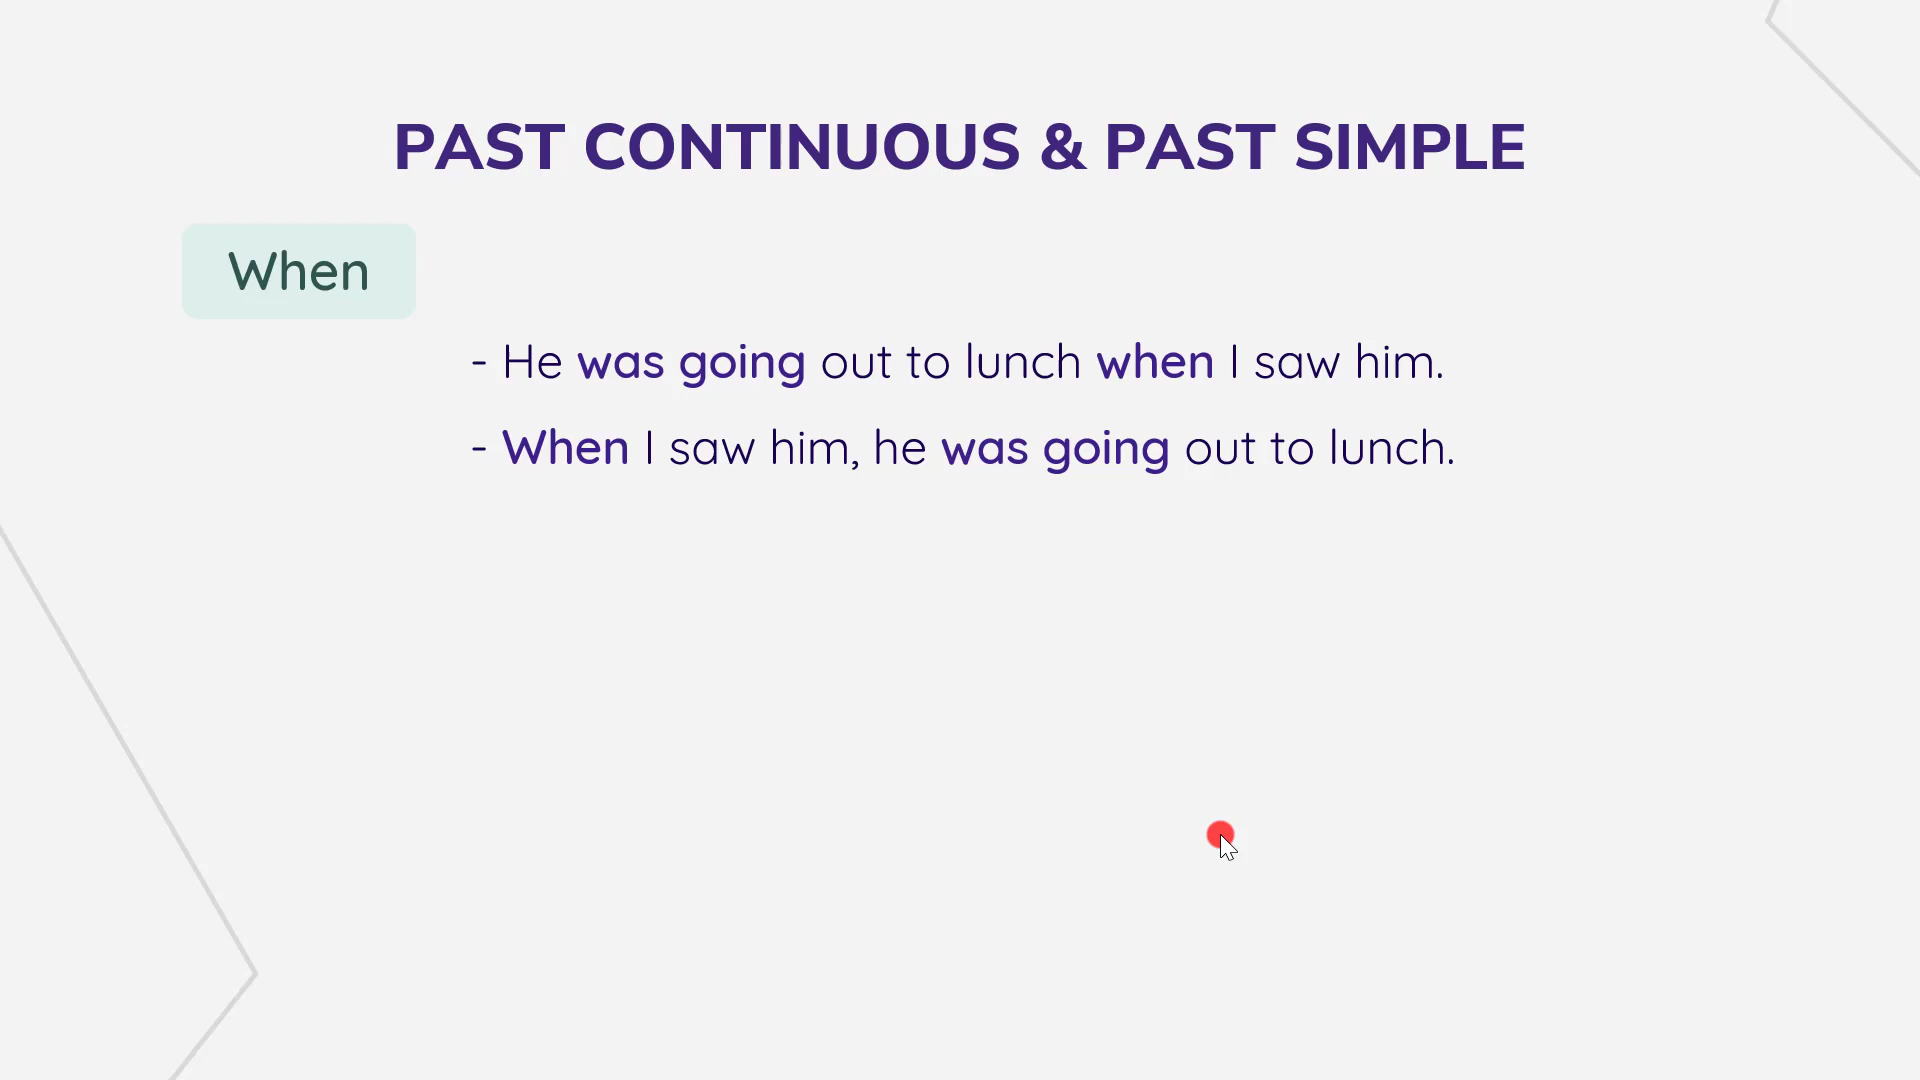 PAST CONTINUOUS & PAST SIMPLE
When
- He was going out to lunch when I saw him.
- When I saw him, he was going out to lunch.